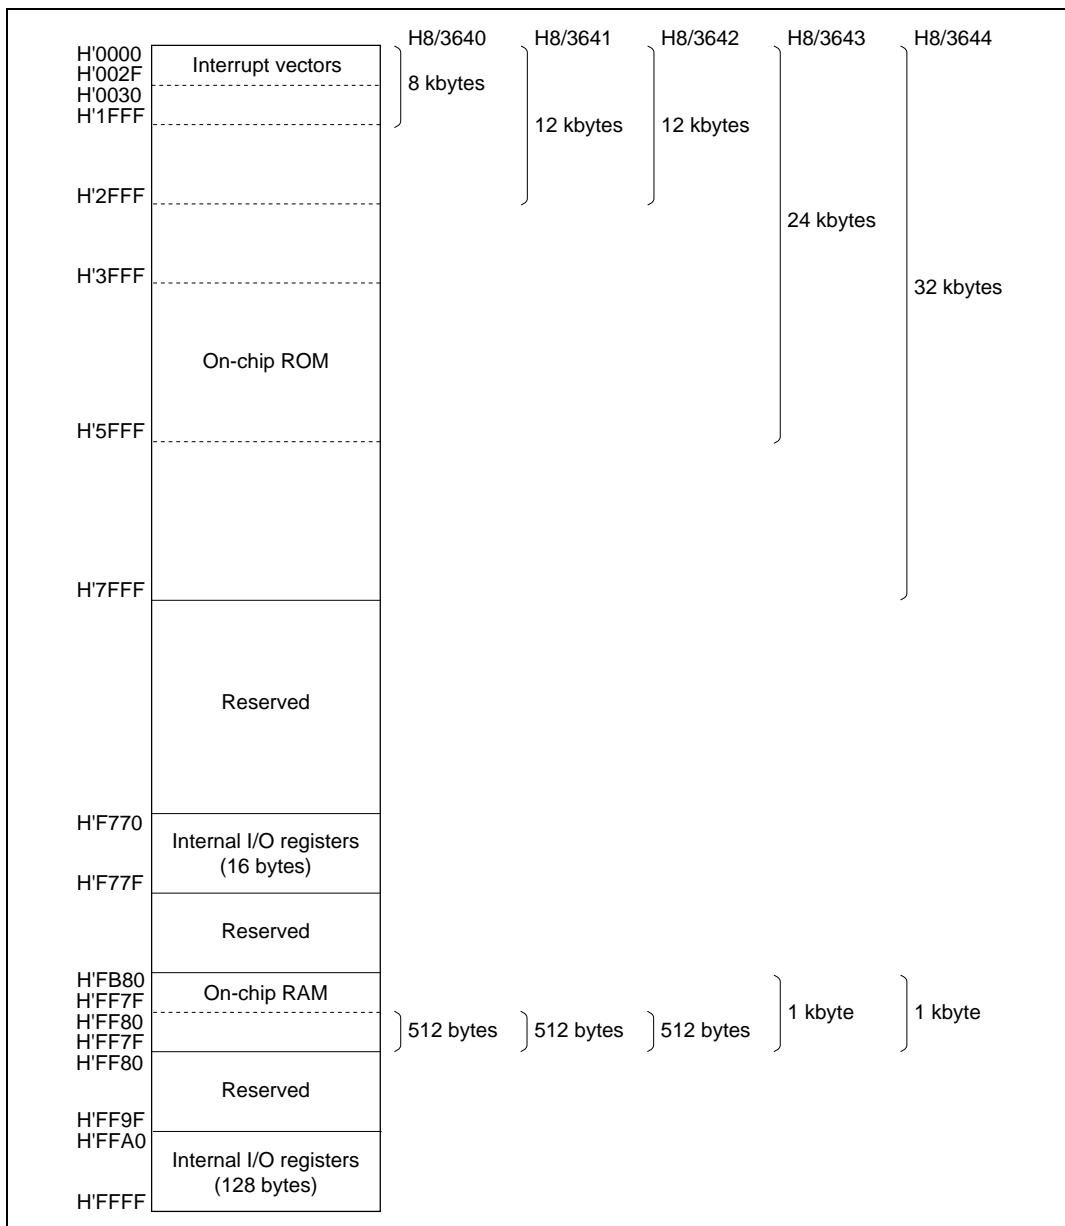 H8/3640 H8/3641 H8/3642 H8/3643 H8/3644
H'0000
Interrupt vectors
H'002F
8 kbytes
H'0030
H'1FFF
12 kbytes 12 kbytes
H'2FFF
24 kbytes
H'3FFF
32 kbytes
On-chip ROM
H'5FFF
H'7FFF
Reserved
H'F770
Internal I/O registers
(16 bytes)
H'F77F
Reserved
H'FB80
On-chip RAM
H'FF7F
1 kbyte 1 kbyte
H'FF80
512 bytes 512 bytes 512 bytes
H'FF7F
H'FF80
Reserved
H'FF9F
H'FFA0
Internal I/O registers
(128 bytes)
H'FFFF